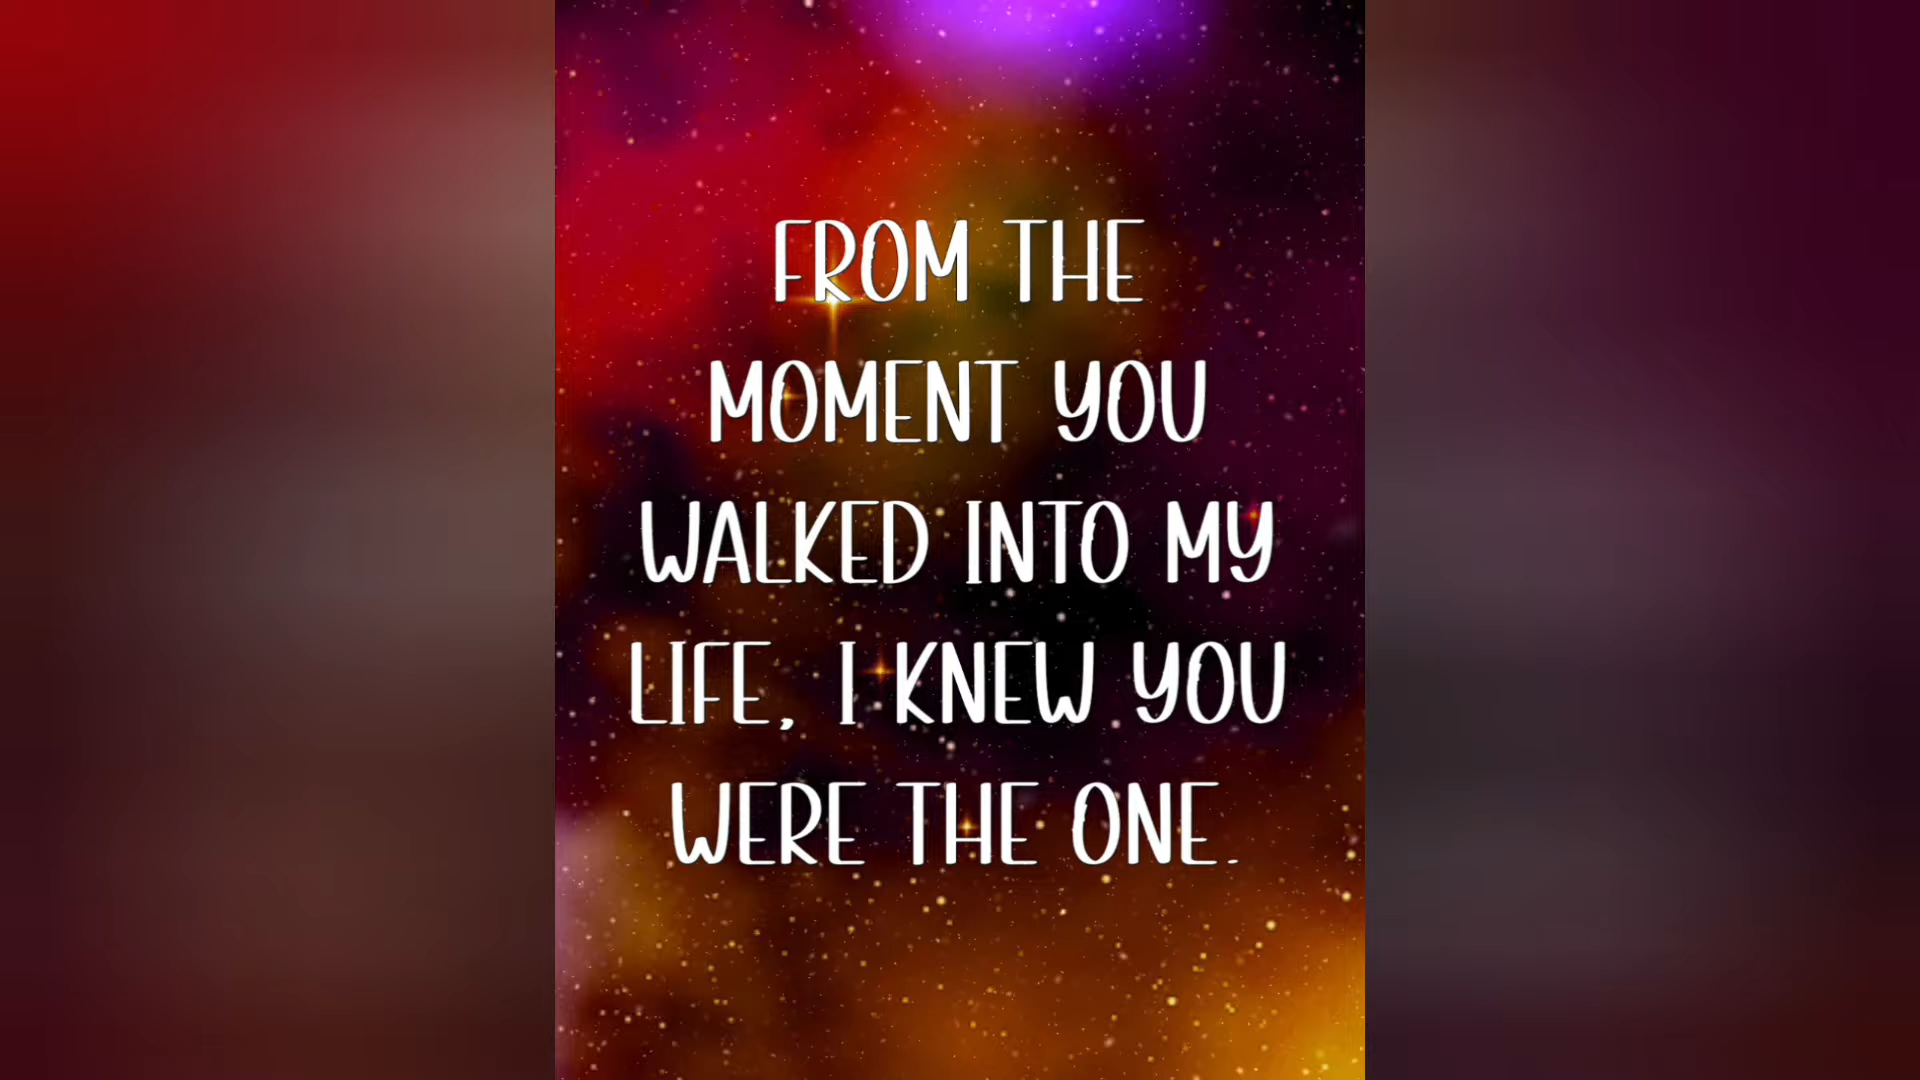 FROM THE
MOMENT YOU
WALKED INTO MY
LIFE, I KNEW YOU
WERE THE ONE.